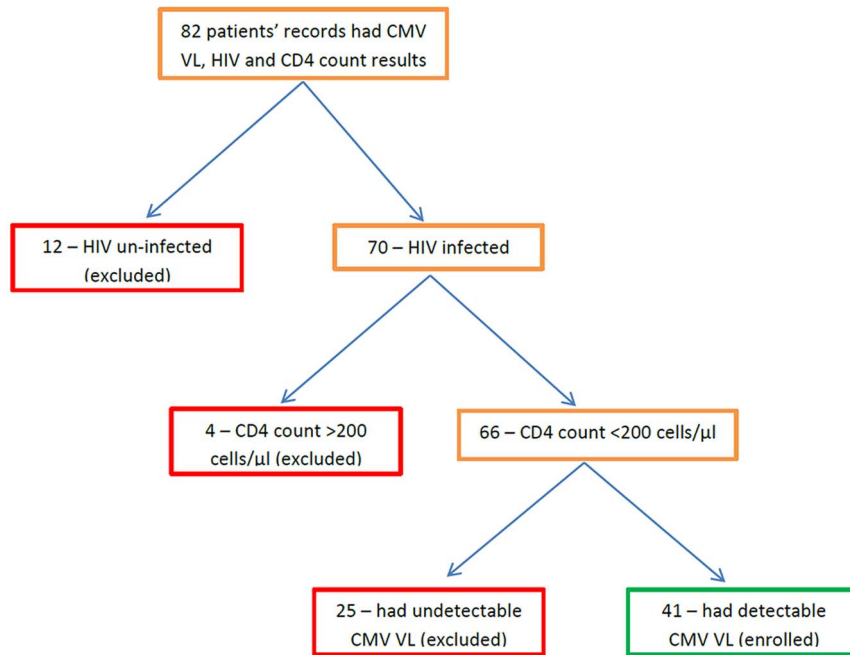 82 patients’ records had CMV
VL, HIV and CD4 count results
12 – HIV un-infected
(excluded)
70 – HIV infected
4 – CD4 count >200
cells/µl (excluded)
66 – CD4 count <200 cells/µl
25 – had undetectable
CMV VL (excluded)
41 – had detectable
CMV VL (enrolled)